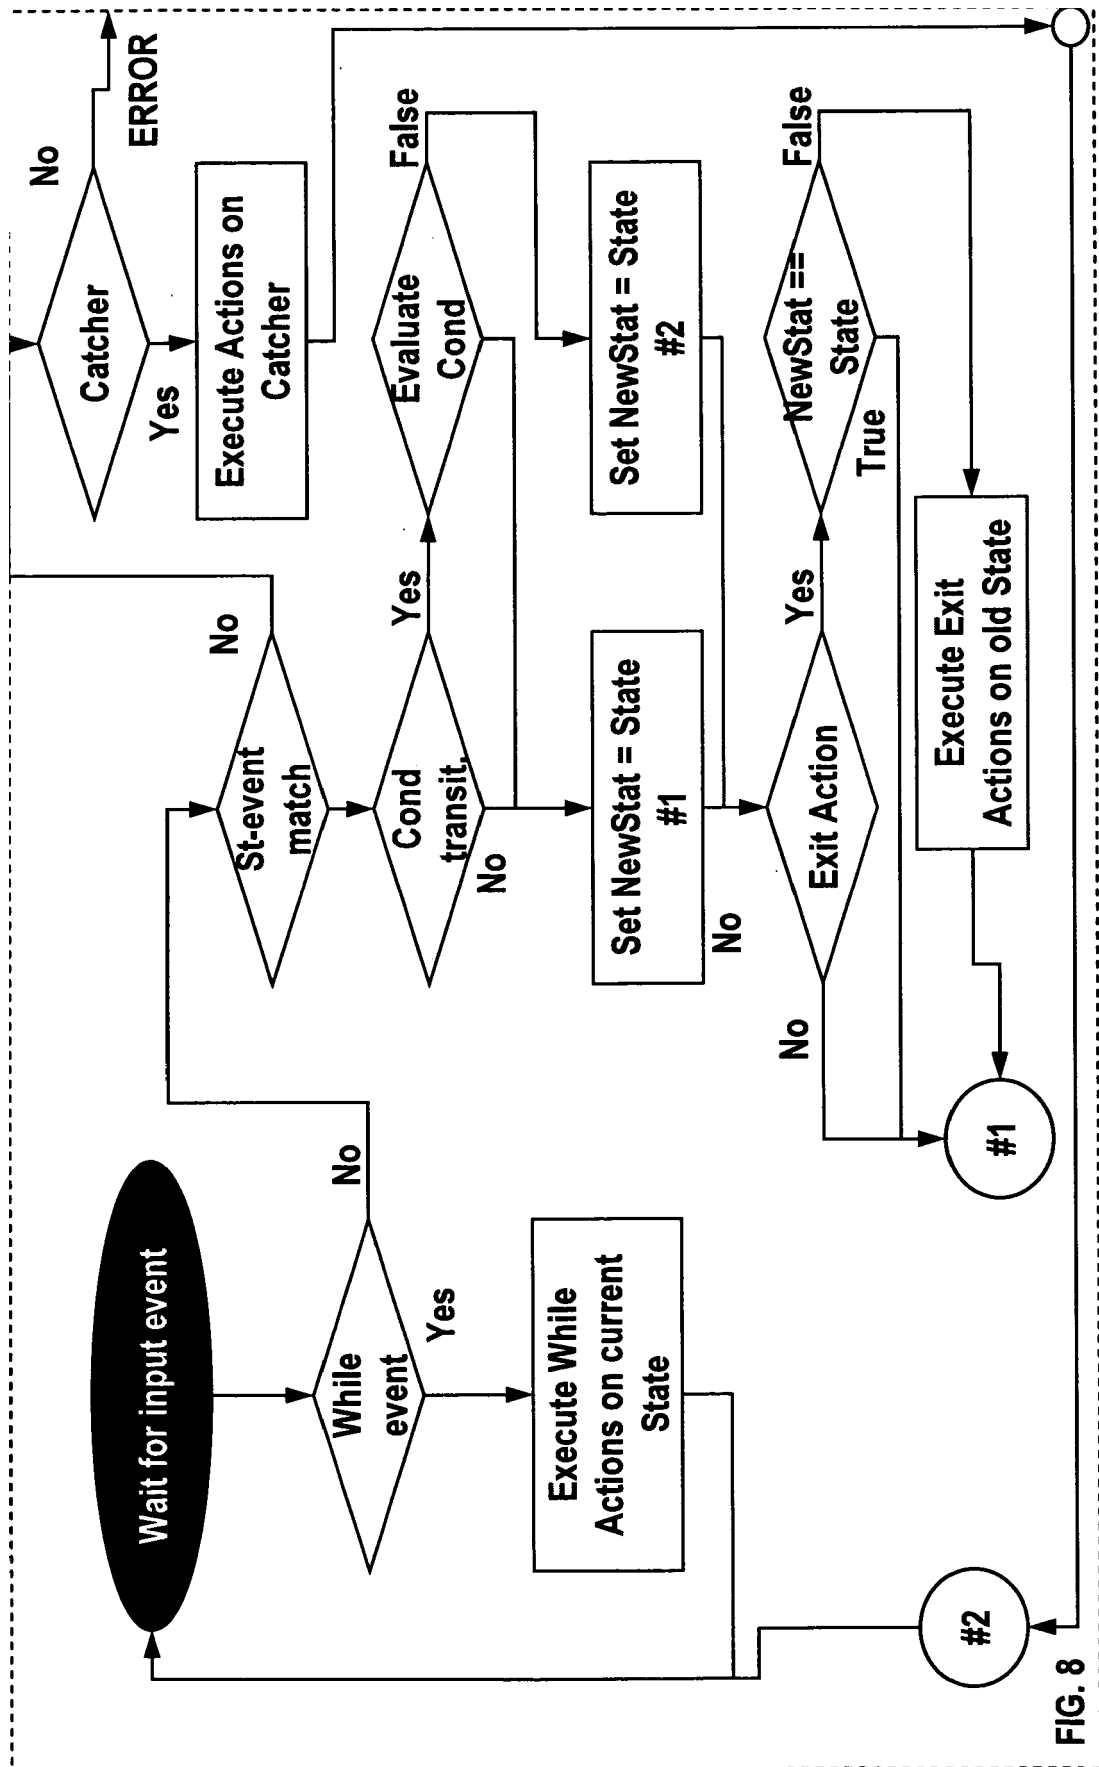 Wait for input event
While
event
No
Yes
Execute While
Actions on current
State
#2
St-event
match
No
Cond
transit.
Yes
No
Set NewStat = State
#1
No
Exit Action
Yes
No
Execute Exit
Actions on old State
#1
Catcher
No
ERROR
Yes
Execute Actions on
Catcher
Evaluate
Cond
False
Set NewStat = State
#2
NewStat ==
State
False
True
FIG. 8